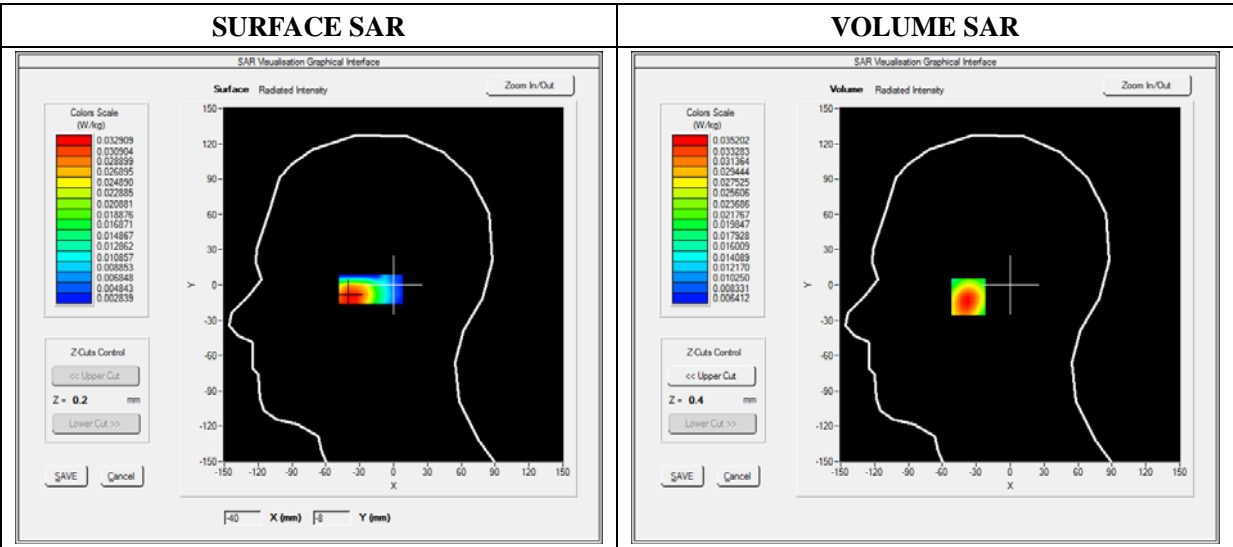 SURFACE SAR
SAR Visualisation Graphical Interface
Surface Radiated Intensity
Zoom In/Out
Colors Scale
(W/kg)
0.032909
0.030904
0.028899
0.026895
0.024890
0.022885
0.020881
0.018876
0.016871
0.014867
0.012862
0.010857
0.008853
0.006848
0.004843
0.002839
Z-Cuts Control
<< Upper Cut
Z = 0.2 mm
Lower Cut >>
SAVE Cancel
150
120
90
60
30
0
-30
-60
-90
-120
-150
Y
-150 -120 -90 -60 -30 0 30 60 90 120 150
X
-40 X (mm) -8 Y (mm)
VOLUME SAR
SAR Visualisation Graphical Interface
Volume Radiated Intensity
Zoom In/Out
Colors Scale
(W/kg)
0.035202
0.033283
0.031364
0.029444
0.027525
0.025606
0.023686
0.021767
0.019847
0.017928
0.016009
0.014089
0.012170
0.010250
0.008331
0.006412
Z-Cuts Control
<< Upper Cut
Z = 0.4 mm
Lower Cut >>
SAVE Cancel
150
120
90
60
30
0
-30
-60
-90
-120
-150
Y
-150 -120 -90 -60 -30 0 30 60 90 120 150
X